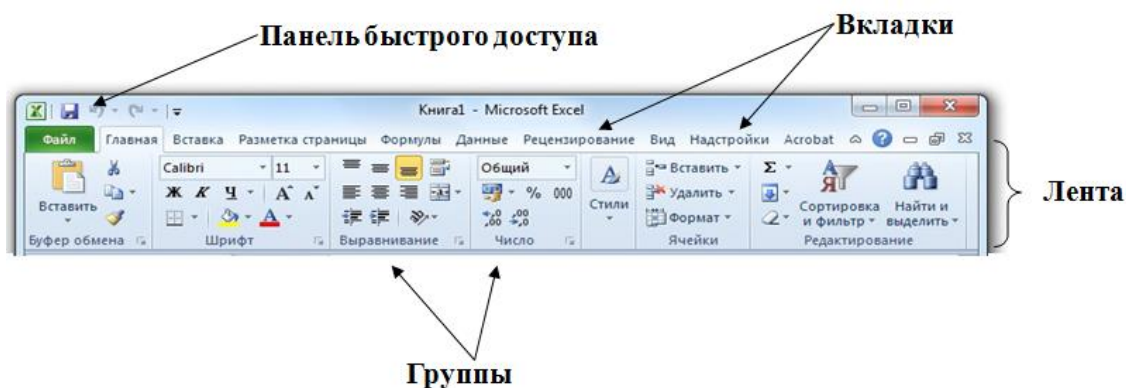 Панель быстрого доступа
Вкладки
Книга1 - Microsoft Excel
Файл Главная Вставка Разметка страницы Формулы Данные Рецензирование Вид Надстройки Acrobat
Calibri 11 Общий Σ Вставить
Ж К Ч А А % 000 Удалить
Вставить А Стили Формат Сортировка и фильтр Найти и выделить
Буфер обмена Шрифт Выравнивание Число Ячейки Редактирование
Лента
Группы